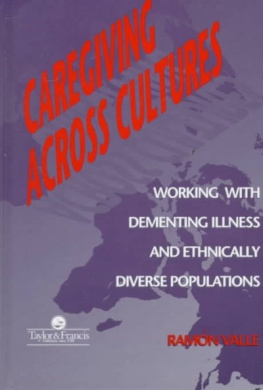 CAREGIVING
ACROSS CULTURES
WORKING WITH
DEMENTING ILLNESS
AND ETHNICALLY
DIVERSE POPULATIONS
Taylor & Francis
RAMÓN VALLE